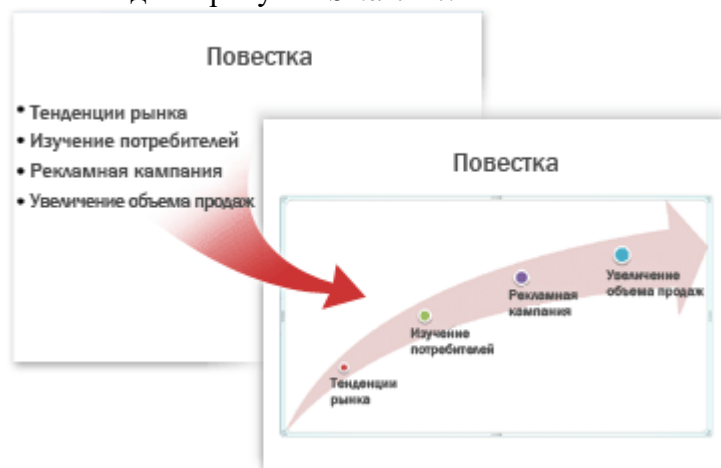 Повестка
• Тенденции рынка
• Изучение потребителей
• Рекламная кампания
• Увеличение объема продаж
Повестка
Увеличение
объема продаж
Рекламная
кампания
Изучение
потребителей
Тенденции
рынка